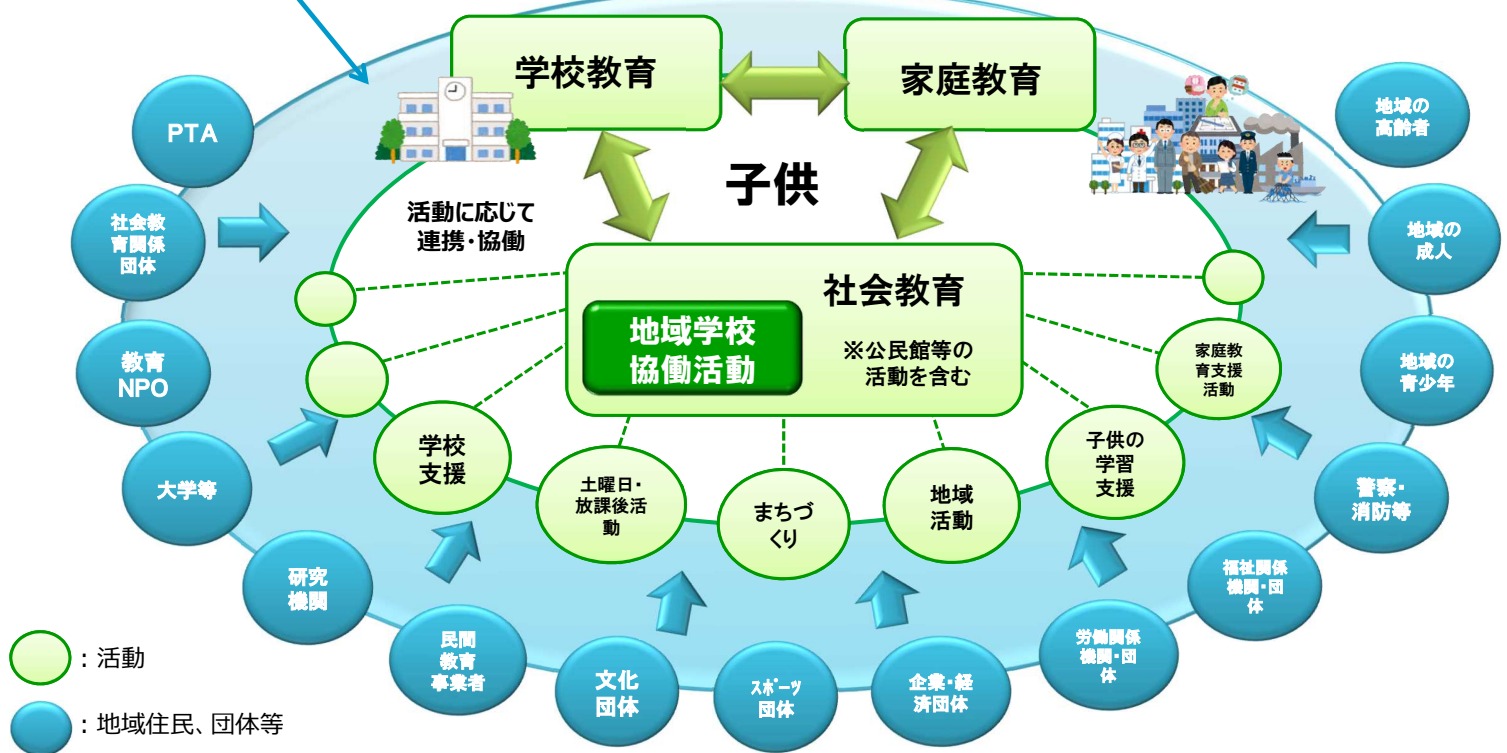 学校教育
家庭教育
子供
活動に応じて
連携・協働
社会教育
※公民館等の
活動を含む
地域学校
協働活動
PTA
社会教
育関係
団体
教育
NPO
大学等
研究
機関
民間
教育
事業者
文化
団体
スポーツ
団体
企業・経
済団体
労働関係
機関・団
体
福祉関係
機関・団
体
警察・
消防等
地域の
青少年
地域の
成人
地域の
高齢者
学校
支援
土曜日・
放課後活
動
まちづ
くり
地域
活動
子供の
学習
支援
家庭教
育支援
活動
：活動
：地域住民、団体等